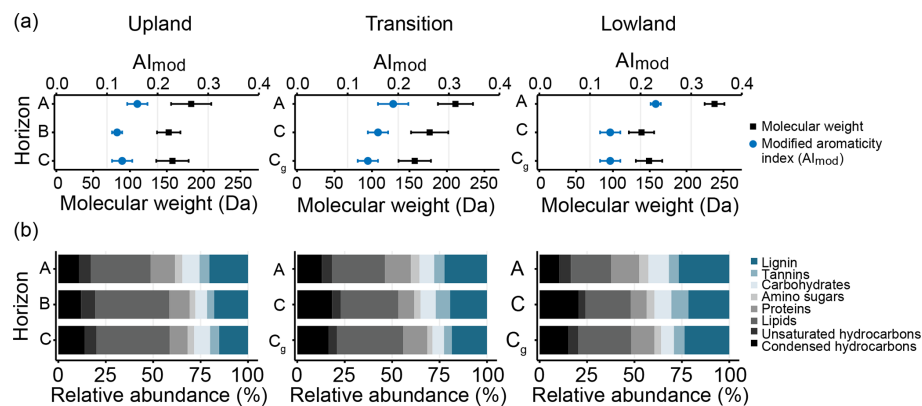 (a)
Upland
Transition
Lowland
AImod
AImod
AImod
0.0 0.1 0.2 0.3 0.4
0.0 0.1 0.2 0.3 0.4
0.0 0.1 0.2 0.3 0.4
Horizon
A
B
C
A
C
Cg
A
C
Cg
0 50 100 150 200 250
0 50 100 150 200 250
0 50 100 150 200 250
Molecular weight (Da)
Molecular weight (Da)
Molecular weight (Da)
Molecular weight
Modified aromaticity
index (AImod)
(b)
Horizon
A
B
C
A
C
Cg
A
C
Cg
0 25 50 75 100
0 25 50 75 100
0 25 50 75 100
Relative abundance (%)
Relative abundance (%)
Relative abundance (%)
Lignin
Tannins
Carbohydrates
Amino sugars
Proteins
Lipids
Unsaturated hydrocarbons
Condensed hydrocarbons